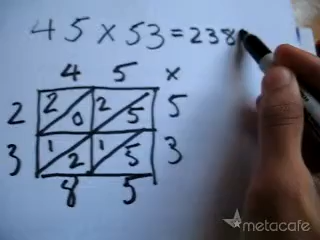 45 x 53 = 238
4 5 x
2 2 0 2 5 5
3 1 2 1 5 3
8 5
metacafe